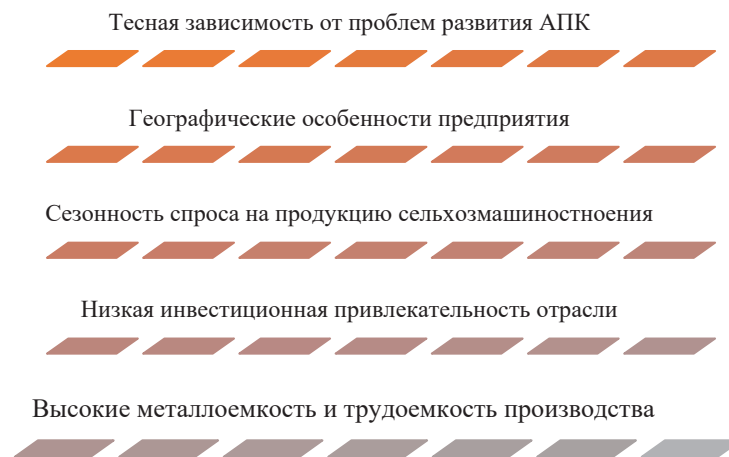 Тесная зависимость от проблем развития АПК
Географические особенности предприятия
Сезонность спроса на продукцию сельхозмашиностноения
Низкая инвестиционная привлекательность отрасли
Высокие металлоемкость и трудоемкость производства